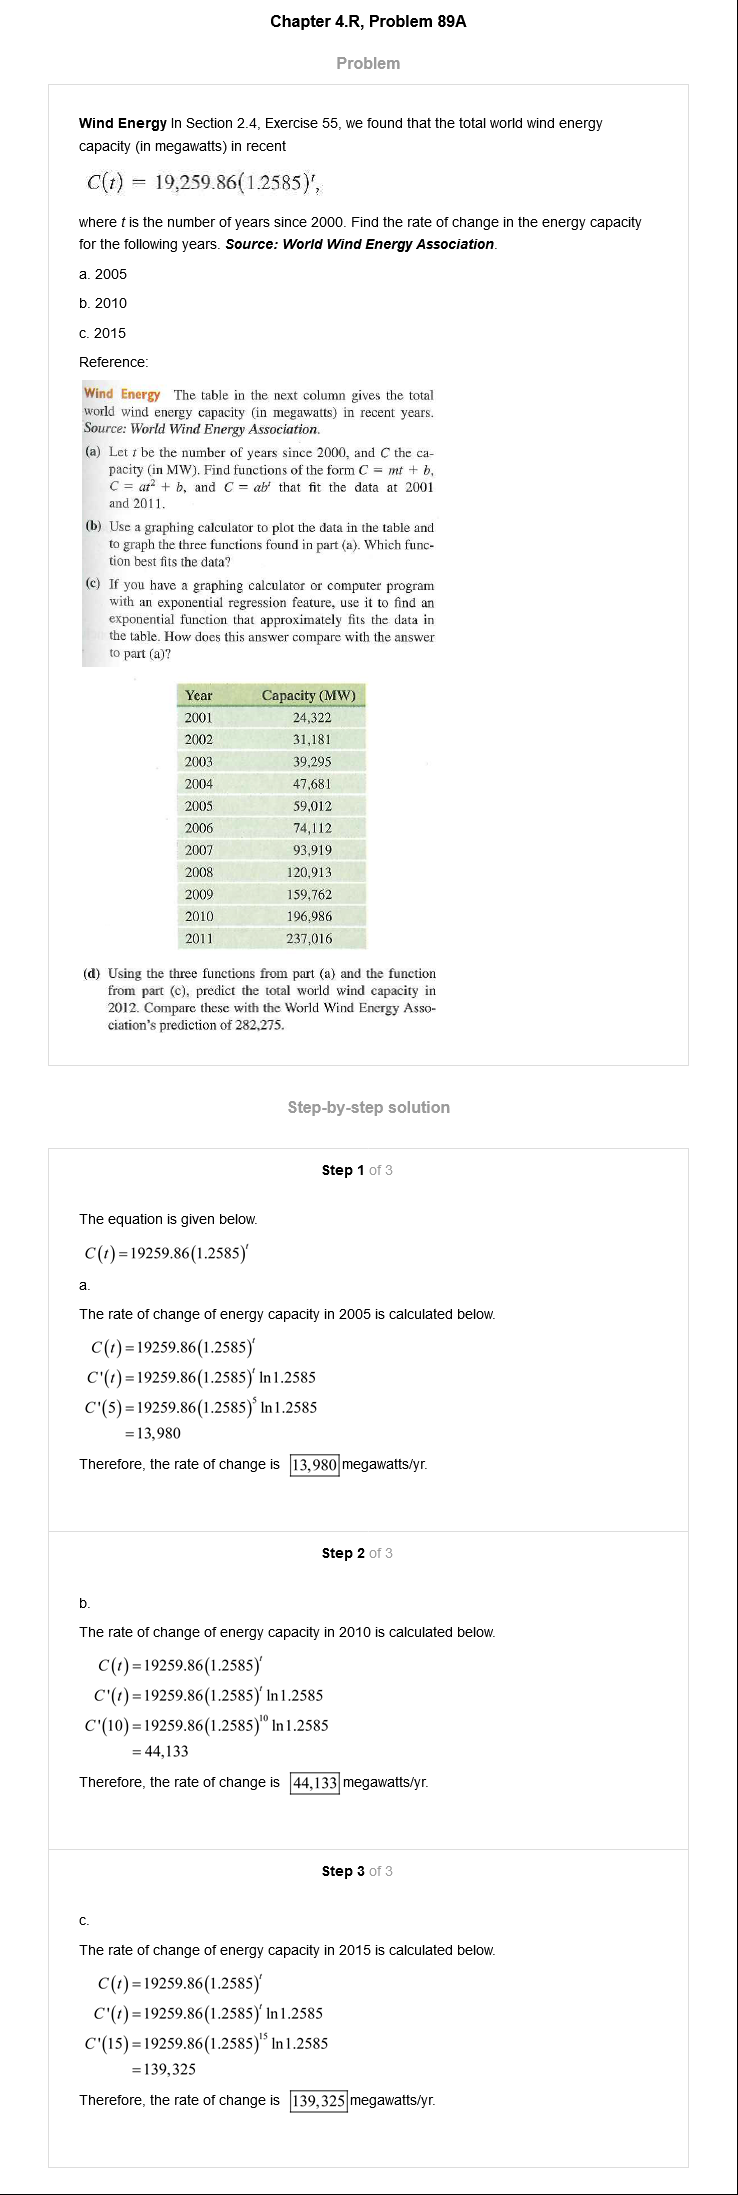 Chapter 4.R, Problem 89A
Problem
Wind Energy In Section 2.4, Exercise 55, we found that the total world wind energy
capacity (in megawatts) in recent
C(t) = 19,259.86(1.2585)^t,
where t is the number of years since 2000. Find the rate of change in the energy capacity
for the following years. Source: World Wind Energy Association.
a. 2005
b. 2010
c. 2015
Reference:
Wind Energy The table in the next column gives the total
world wind energy capacity (in megawatts) in recent years.
Source: World Wind Energy Association.
(a) Let t be the number of years since 2000, and C the ca-
pacity (in MW). Find functions of the form C = mt + b,
C = at² + b, and C = ab^t that fit the data at 2001
and 2011.
(b) Use a graphing calculator to plot the data in the table and
to graph the three functions found in part (a). Which func-
tion best fits the data?
(c) If you have a graphing calculator or computer program
with an exponential regression feature, use it to find an
exponential function that approximately fits the data in
the table. How does this answer compare with the answer
to part (a)?
Year Capacity (MW)
2001 24,322
2002 31,181
2003 39,295
2004 47,681
2005 59,012
2006 74,112
2007 93,919
2008 120,913
2009 159,762
2010 196,986
2011 237,016
(d) Using the three functions from part (a) and the function
from part (c), predict the total world wind capacity in
2012. Compare these with the World Wind Energy Asso-
ciation's prediction of 282,275.
Step-by-step solution
Step 1 of 3
The equation is given below.
C(t)=19259.86(1.2585)^t
a.
The rate of change of energy capacity in 2005 is calculated below.
C(t)=19259.86(1.2585)^t
C'(t)=19259.86(1.2585)^t ln1.2585
C'(5)=19259.86(1.2585)^5 ln1.2585
=13,980
Therefore, the rate of change is 13,980 megawatts/yr.
Step 2 of 3
b.
The rate of change of energy capacity in 2010 is calculated below.
C(t)=19259.86(1.2585)^t
C'(t)=19259.86(1.2585)^t ln1.2585
C'(10)=19259.86(1.2585)^10 ln1.2585
=44,133
Therefore, the rate of change is 44,133 megawatts/yr.
Step 3 of 3
c.
The rate of change of energy capacity in 2015 is calculated below.
C(t)=19259.86(1.2585)^t
C'(t)=19259.86(1.2585)^t ln1.2585
C'(15)=19259.86(1.2585)^15 ln1.2585
=139,325
Therefore, the rate of change is 139,325 megawatts/yr.